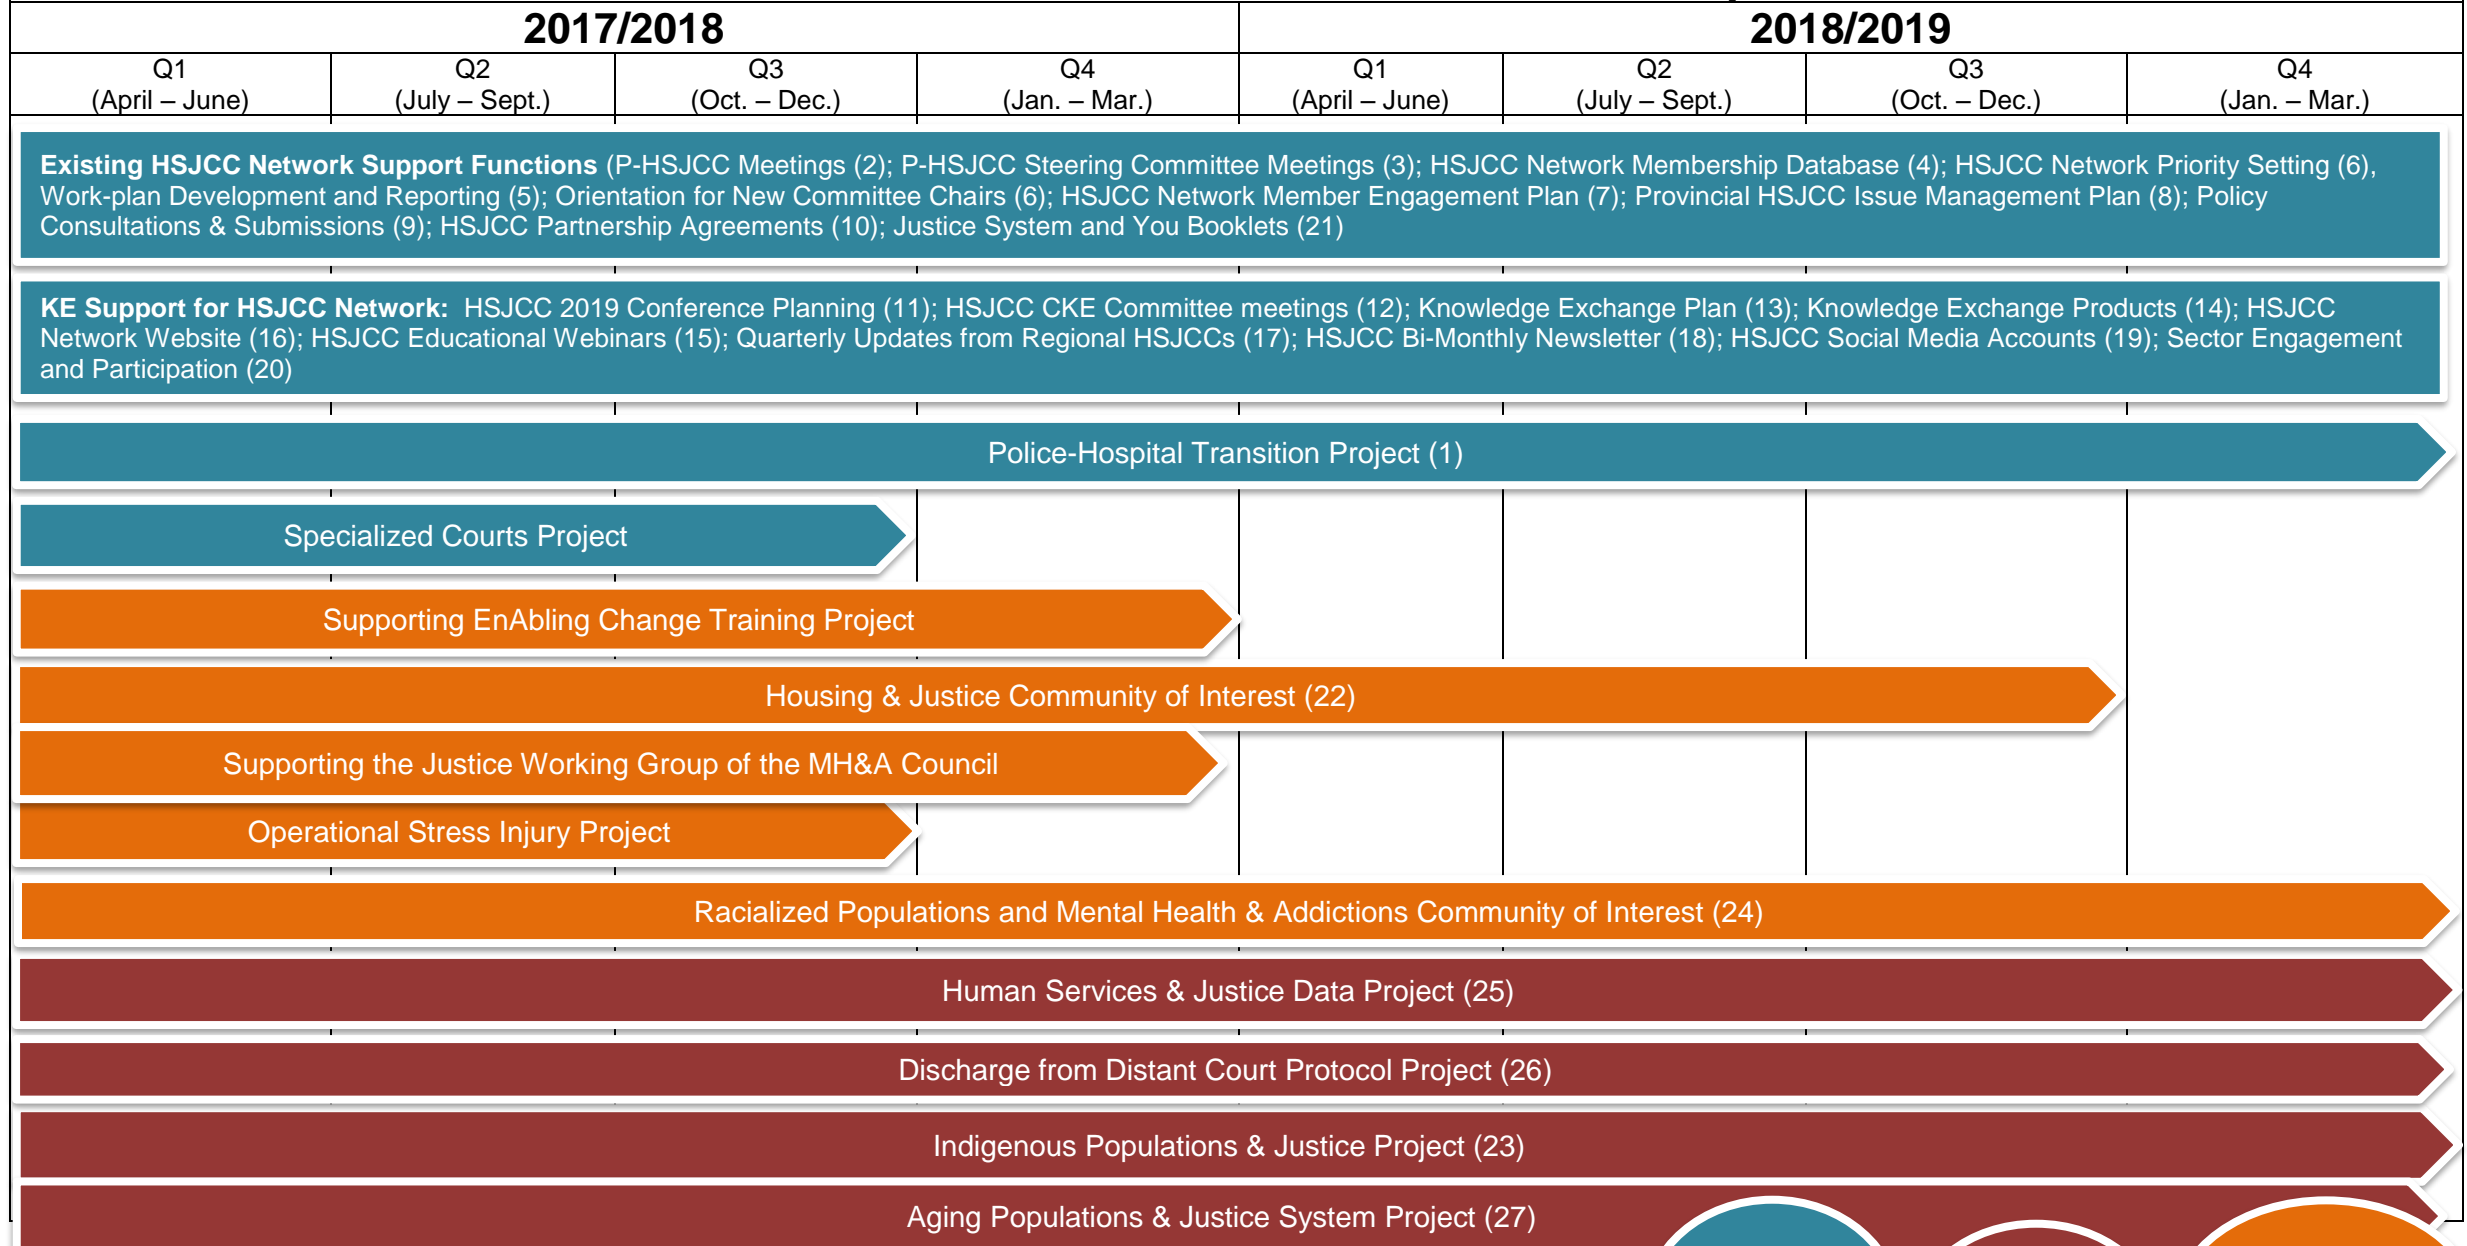 2017/2018 2018/2019
Q1 Q2 Q3 Q4 Q1 Q2 Q3 Q4
(April – June) (July – Sept.) (Oct. – Dec.) (Jan. – Mar.) (April – June) (July – Sept.) (Oct. – Dec.) (Jan. – Mar.)
Existing HSJCC Network Support Functions (P-HSJCC Meetings (2); P-HSJCC Steering Committee Meetings (3); HSJCC Network Membership Database (4); HSJCC Network Priority Setting (6),
Work-plan Development and Reporting (5); Orientation for New Committee Chairs (6); HSJCC Network Member Engagement Plan (7); Provincial HSJCC Issue Management Plan (8); Policy
Consultations & Submissions (9); HSJCC Partnership Agreements (10); Justice System and You Booklets (21)
KE Support for HSJCC Network: HSJCC 2019 Conference Planning (11); HSJCC CKE Committee meetings (12); Knowledge Exchange Plan (13); Knowledge Exchange Products (14); HSJCC
Network Website (16); HSJCC Educational Webinars (15); Quarterly Updates from Regional HSJCCs (17); HSJCC Bi-Monthly Newsletter (18); HSJCC Social Media Accounts (19); Sector Engagement
and Participation (20)
Police-Hospital Transition Project (1)
Specialized Courts Project
Supporting EnAbling Change Training Project
Housing & Justice Community of Interest (22)
Supporting the Justice Working Group of the MH&A Council
Operational Stress Injury Project
Racialized Populations and Mental Health & Addictions Community of Interest (24)
Human Services & Justice Data Project (25)
Discharge from Distant Court Protocol Project (26)
Indigenous Populations & Justice Project (23)
Aging Populations & Justice System Project (27)